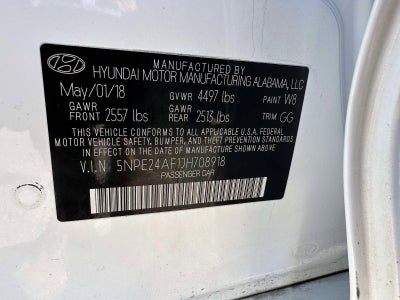 MANUFACTURED BY
HYUNDAI MOTOR MANUFACTURING ALABAMA, LLC
May/01/18 GVWR 4497 lbs PAINT W8
GAWR FRONT 2557 lbs GAWR REAR 2513 lbs TRIM GG
THIS VEHICLE CONFORMS TO ALL APPLICABLE U.S.A. FEDERAL
MOTOR VEHICLE SAFETY, BUMPER, AND THEFT PREVENTION STANDARDS
IN EFFECT ON THE DATE OF MANUFACTURE SHOWN ABOVE.
V.I.N. 5NPE24AF1JH708918
PASSENGER CAR